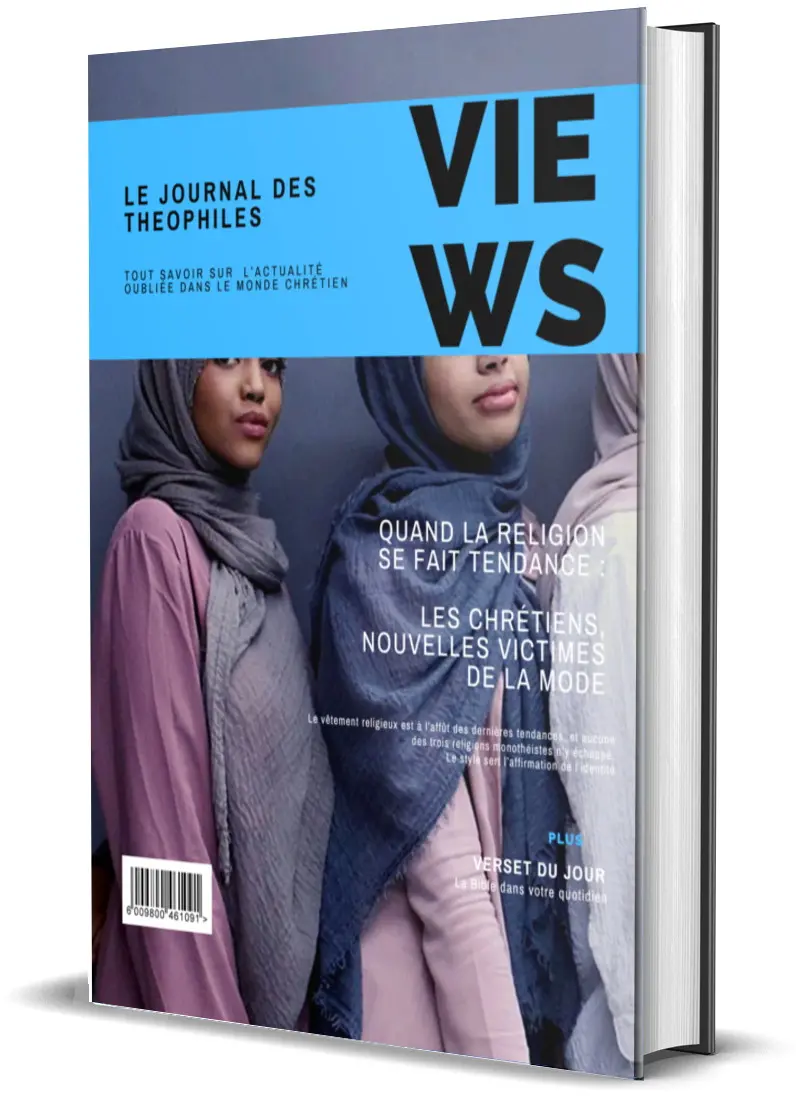 VIE
WS
LE JOURNAL DES
THEOPHILES
TOUT SAVOIR SUR L'ACTUALITÉ
OUBLIÉE DANS LE MONDE CHRÉTIEN
QUAND LA RELIGION
SE FAIT TENDANCE :
LES CHRÉTIENS,
NOUVELLES VICTIMES
DE LA MODE
Le vêtement religieux est à l'affût des dernières tendances, et aucune
des trois religions monothéistes n'y échappe.
Le style sert l'affirmation de l'identité
PLUS
VERSET DU JOUR
La Bible dans votre quotidien
6 009800 461091 >